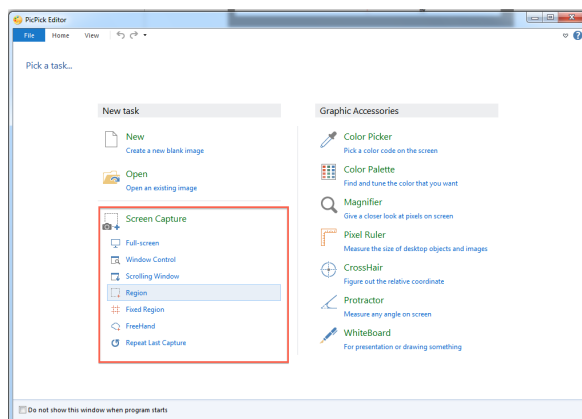 PicPick Editor
File Home View
Pick a task...
New task
New
Create a new blank image
Open
Open an existing image
Screen Capture
Full-screen
Window Control
Scrolling Window
Region
Fixed Region
FreeHand
Repeat Last Capture
Graphic Accessories
Color Picker
Pick a color code on the screen
Color Palette
Find and tune the color that you want
Magnifier
Give a closer look at pixels on screen
Pixel Ruler
Measure the size of desktop objects and images
CrossHair
Figure out the relative coordinate
Protractor
Measure any angle on screen
WhiteBoard
For presentation or drawing something
Do not show this window when program starts